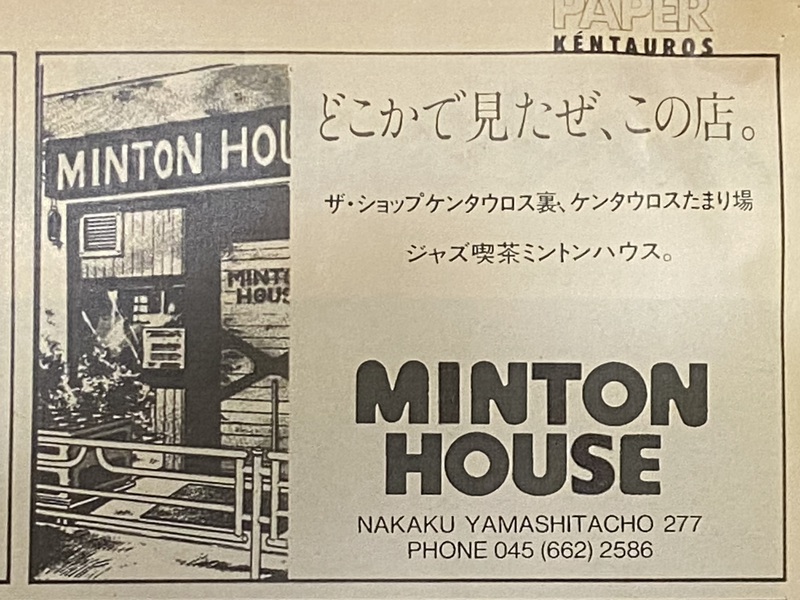 PAPER
KÉNTAUROS
どこかで見たぜ、この店。
ザ・ショップケンタウロス裏、ケンタウロスたまり場
ジャズ喫茶ミントンハウス。
MINTON HOU
MINT
HOUS
MINTON
HOUSE
NAKAKU YAMASHITACHO 277
PHONE 045 (662) 2586